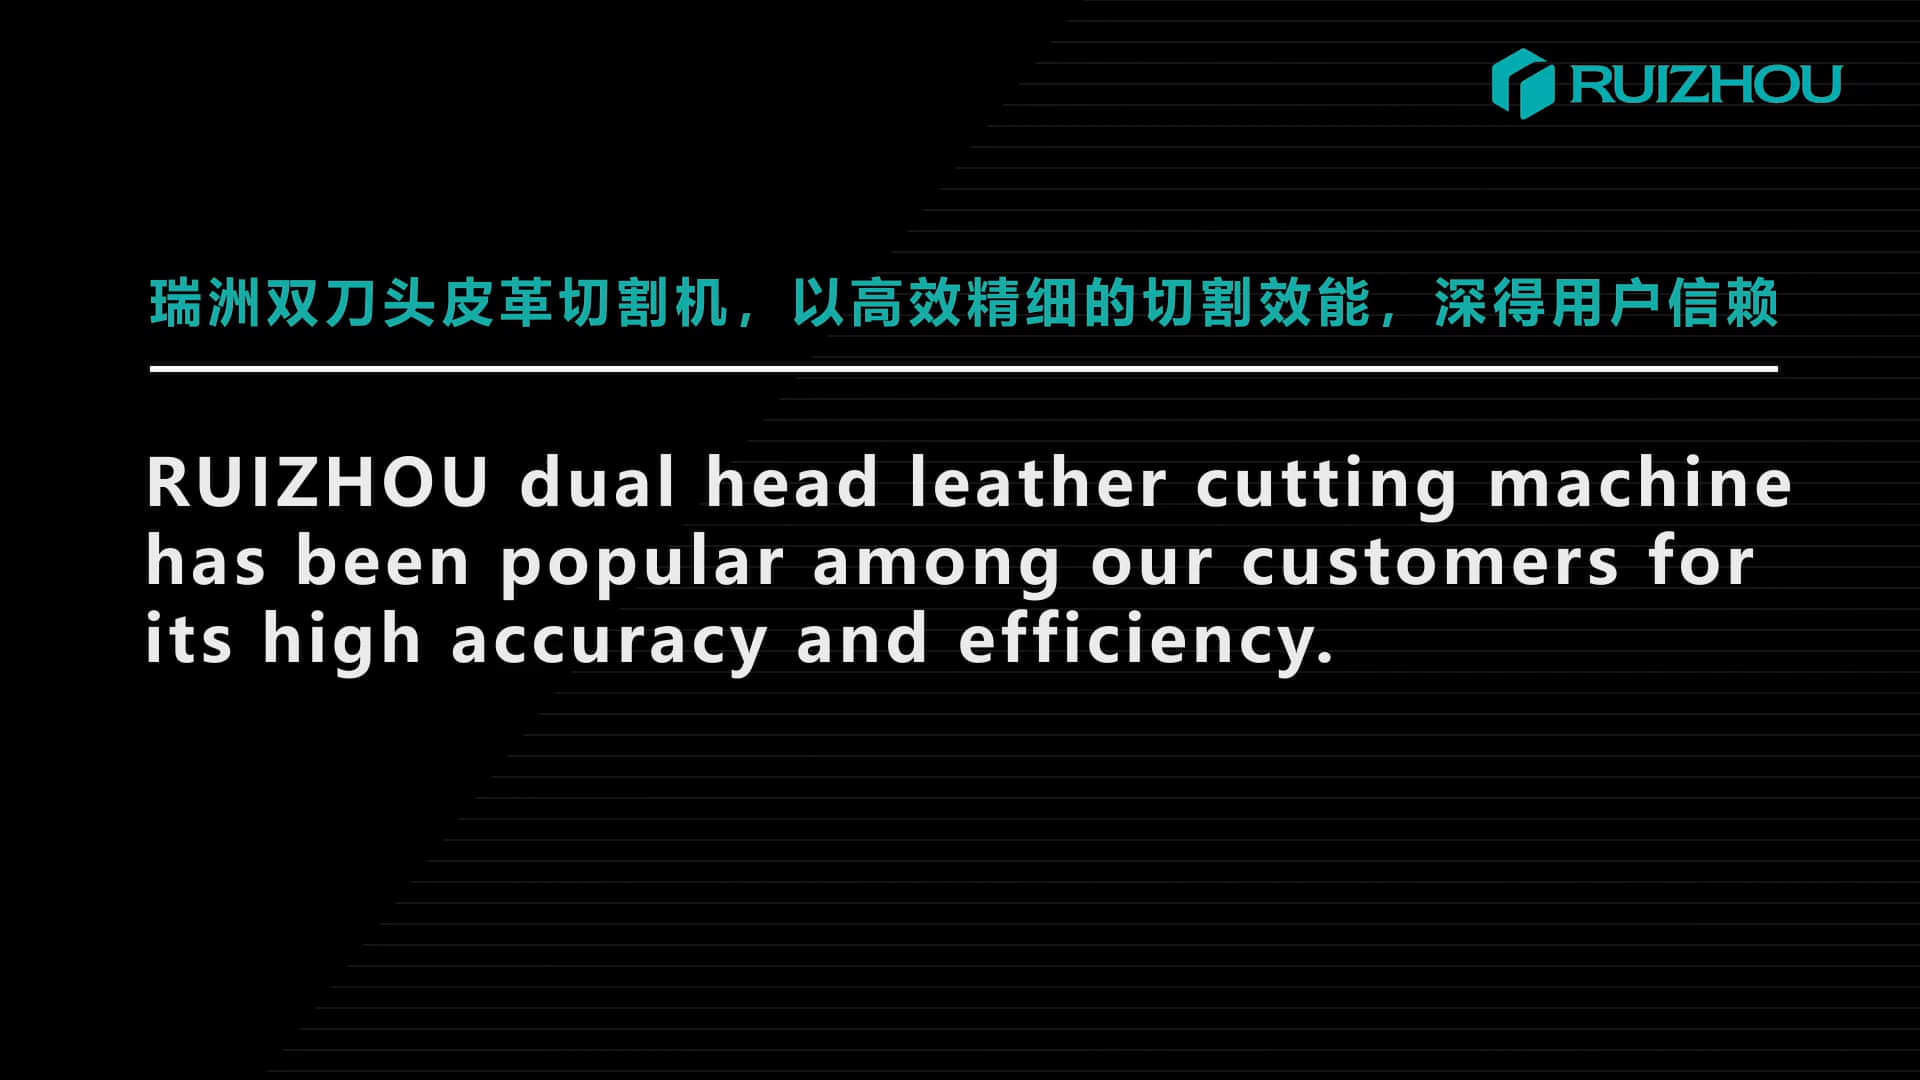 RUIZHOU
瑞洲双刀头皮革切割机，以高效精细的切割效能，深得用户信赖
RUIZHOU dual head leather cutting machine
has been popular among our customers for
its high accuracy and efficiency.